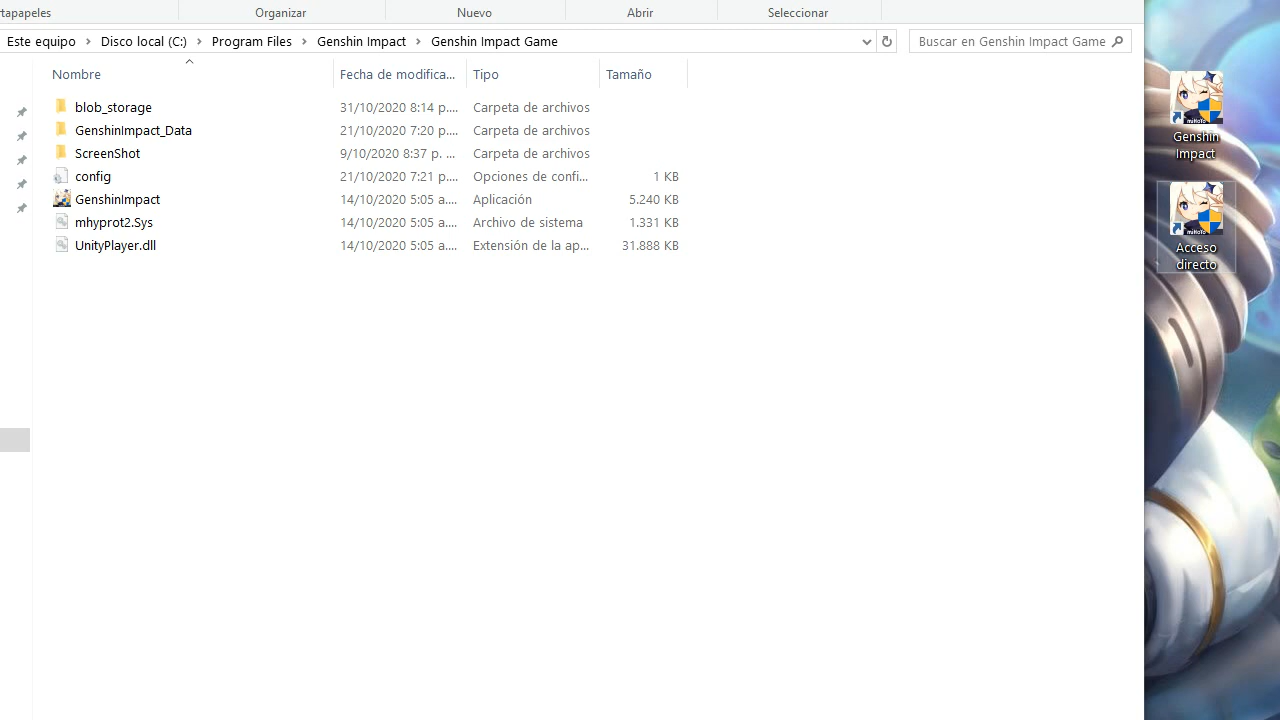 rtapapeles Organizar Nuevo Abrir Seleccionar
Este equipo › Disco local (C:) › Program Files › Genshin Impact › Genshin Impact Game
Buscar en Genshin Impact Game
Nombre Fecha de modifica... Tipo Tamaño
blob_storage 31/10/2020 8:14 p.... Carpeta de archivos
GenshinImpact_Data 21/10/2020 7:20 p.... Carpeta de archivos
ScreenShot 9/10/2020 8:37 p. ... Carpeta de archivos
config 21/10/2020 7:21 p.... Opciones de confi... 1 KB
GenshinImpact 14/10/2020 5:05 a.... Aplicación 5.240 KB
mhyprot2.Sys 14/10/2020 5:05 a.... Archivo de sistema 1.331 KB
UnityPlayer.dll 14/10/2020 5:05 a.... Extensión de la ap... 31.888 KB
miHoYo
Genshin
Impact
miHoYo
Acceso
directo